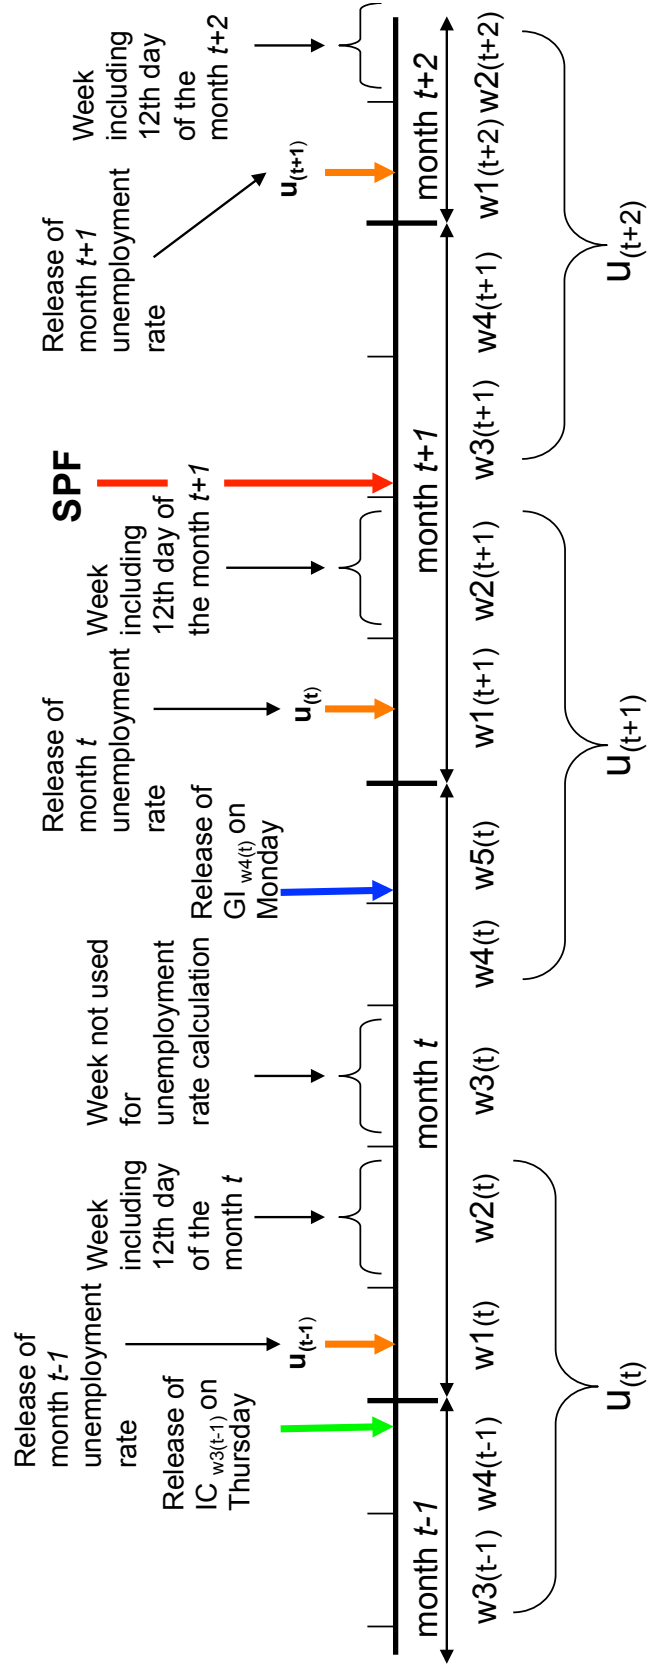 Release of
month t-1
unemployment
rate
Release of
IC w3(t-1) on
Thursday
u(t-1)
Week
including
12th day
of the
month t
Week not used
for
unemployment
rate calculation
Release of
GI w4(t) on
Monday
Release of
month t
unemployment
rate
u(t)
Week
including
12th day of
the month t+1
SPF
Release of
month t+1
unemployment
rate
u(t+1)
Week
including
12th day
of the
month t+2
month t-1
month t
month t+1
month t+2
w3(t-1) w4(t-1) w1(t) w2(t) w3(t) w4(t) w5(t) w1(t+1) w2(t+1) w3(t+1) w4(t+1) w1(t+2) w2(t+2)
u(t)
u(t+1)
u(t+2)